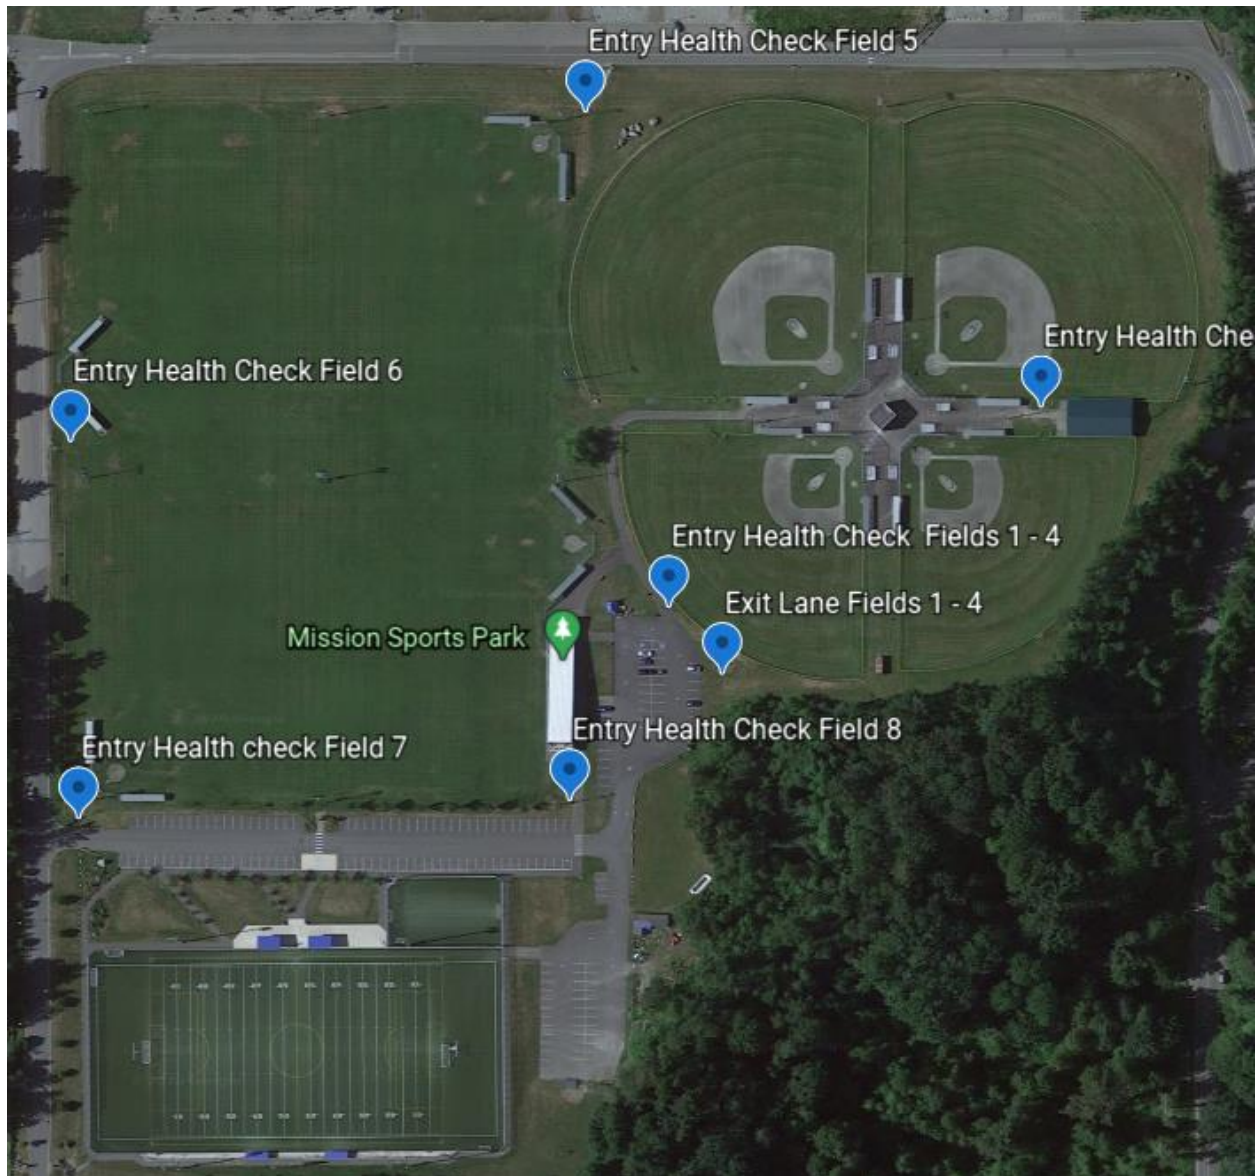 Entry Health Check Field 5
Entry Health Che
Entry Health Check Field 6
Entry Health Check  Fields 1 - 4
Exit Lane Fields 1 - 4
Mission Sports Park
Entry Health Check Field 8
Entry Health check Field 7